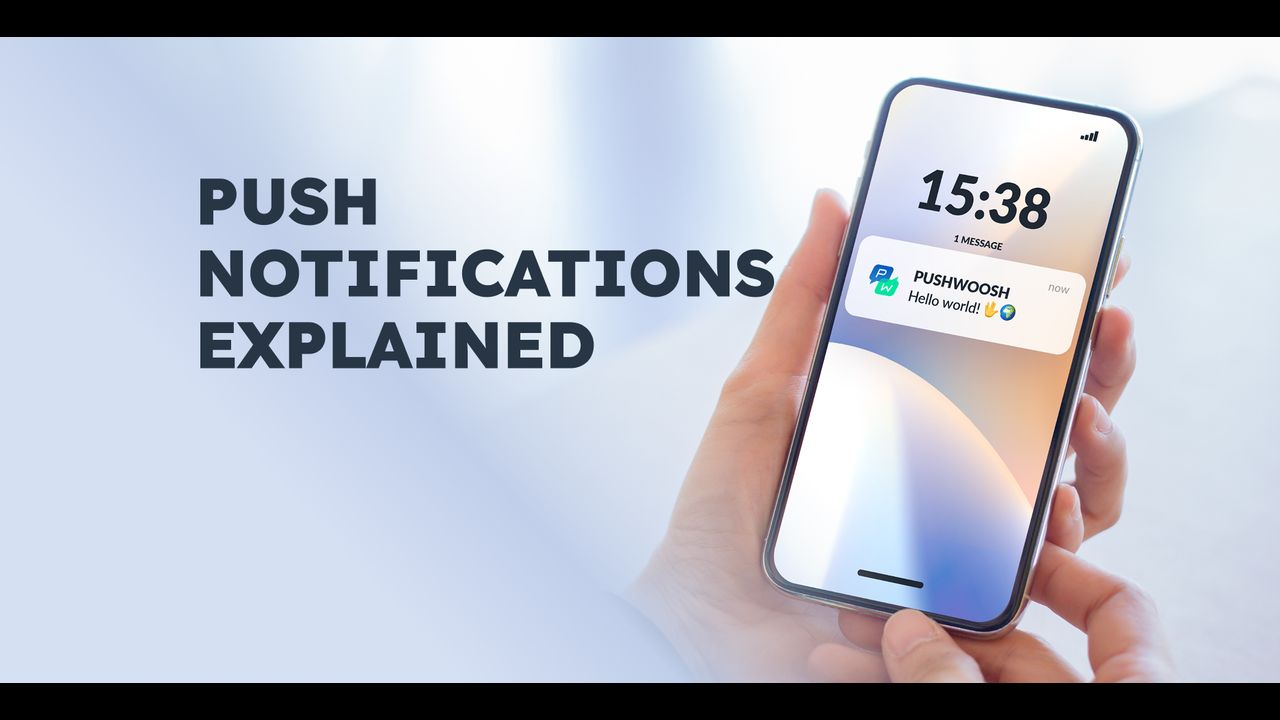 PUSH
NOTIFICATIONS
EXPLAINED
15:38
1 MESSAGE
P
W
PUSHWOOSH now
Hello world! 🖖🌍